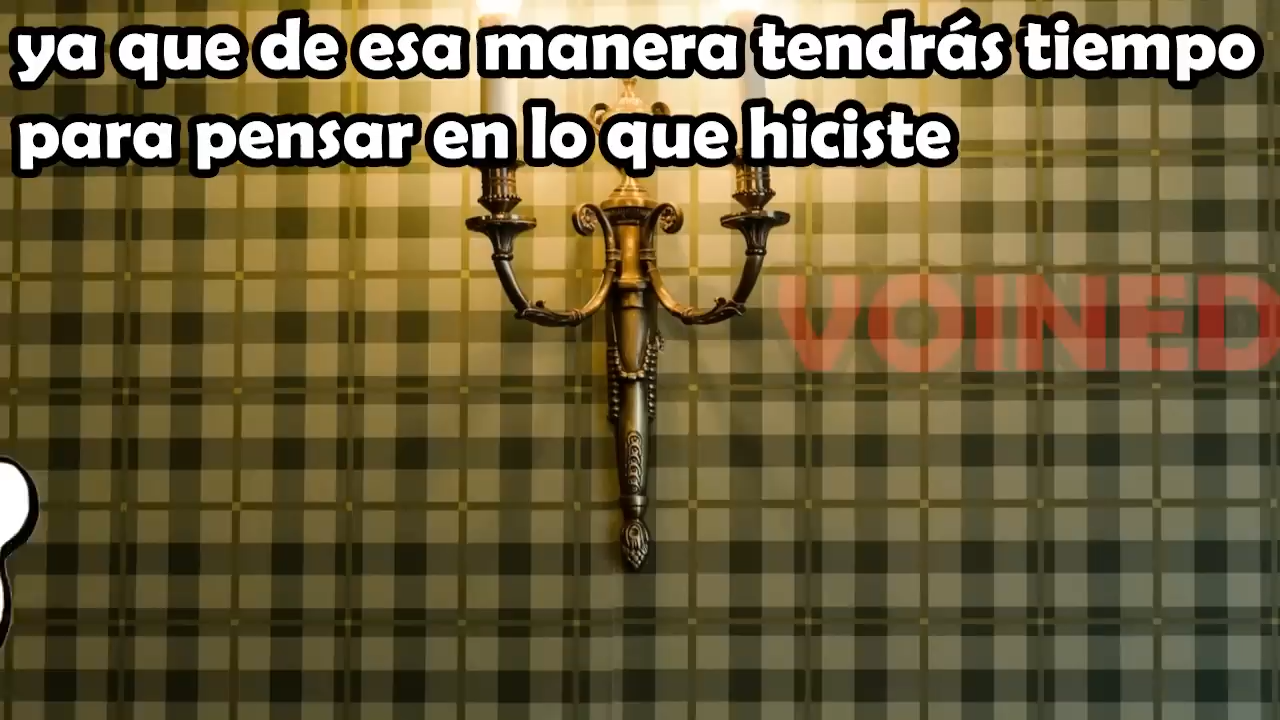 ya que de esa manera tendrás tiempo
para pensar en lo que hiciste
VOINED